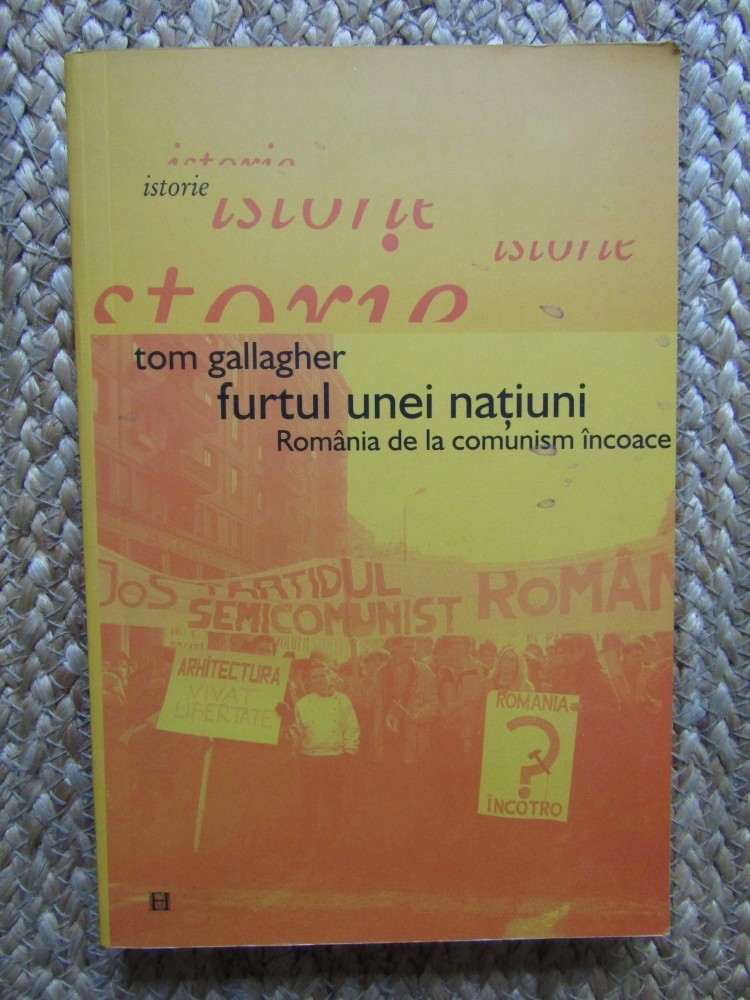 istorie
istorie
istorie
istorie
storie
tom gallagher
furtul unei națiuni
România de la comunism încoace
JOS PARTIDUL
SEMICOMUNIST
ROMÂN
ARHITECTURA
VIVAT
LIBERTATE
ROMANIA
?
ÎNCOTRO
H